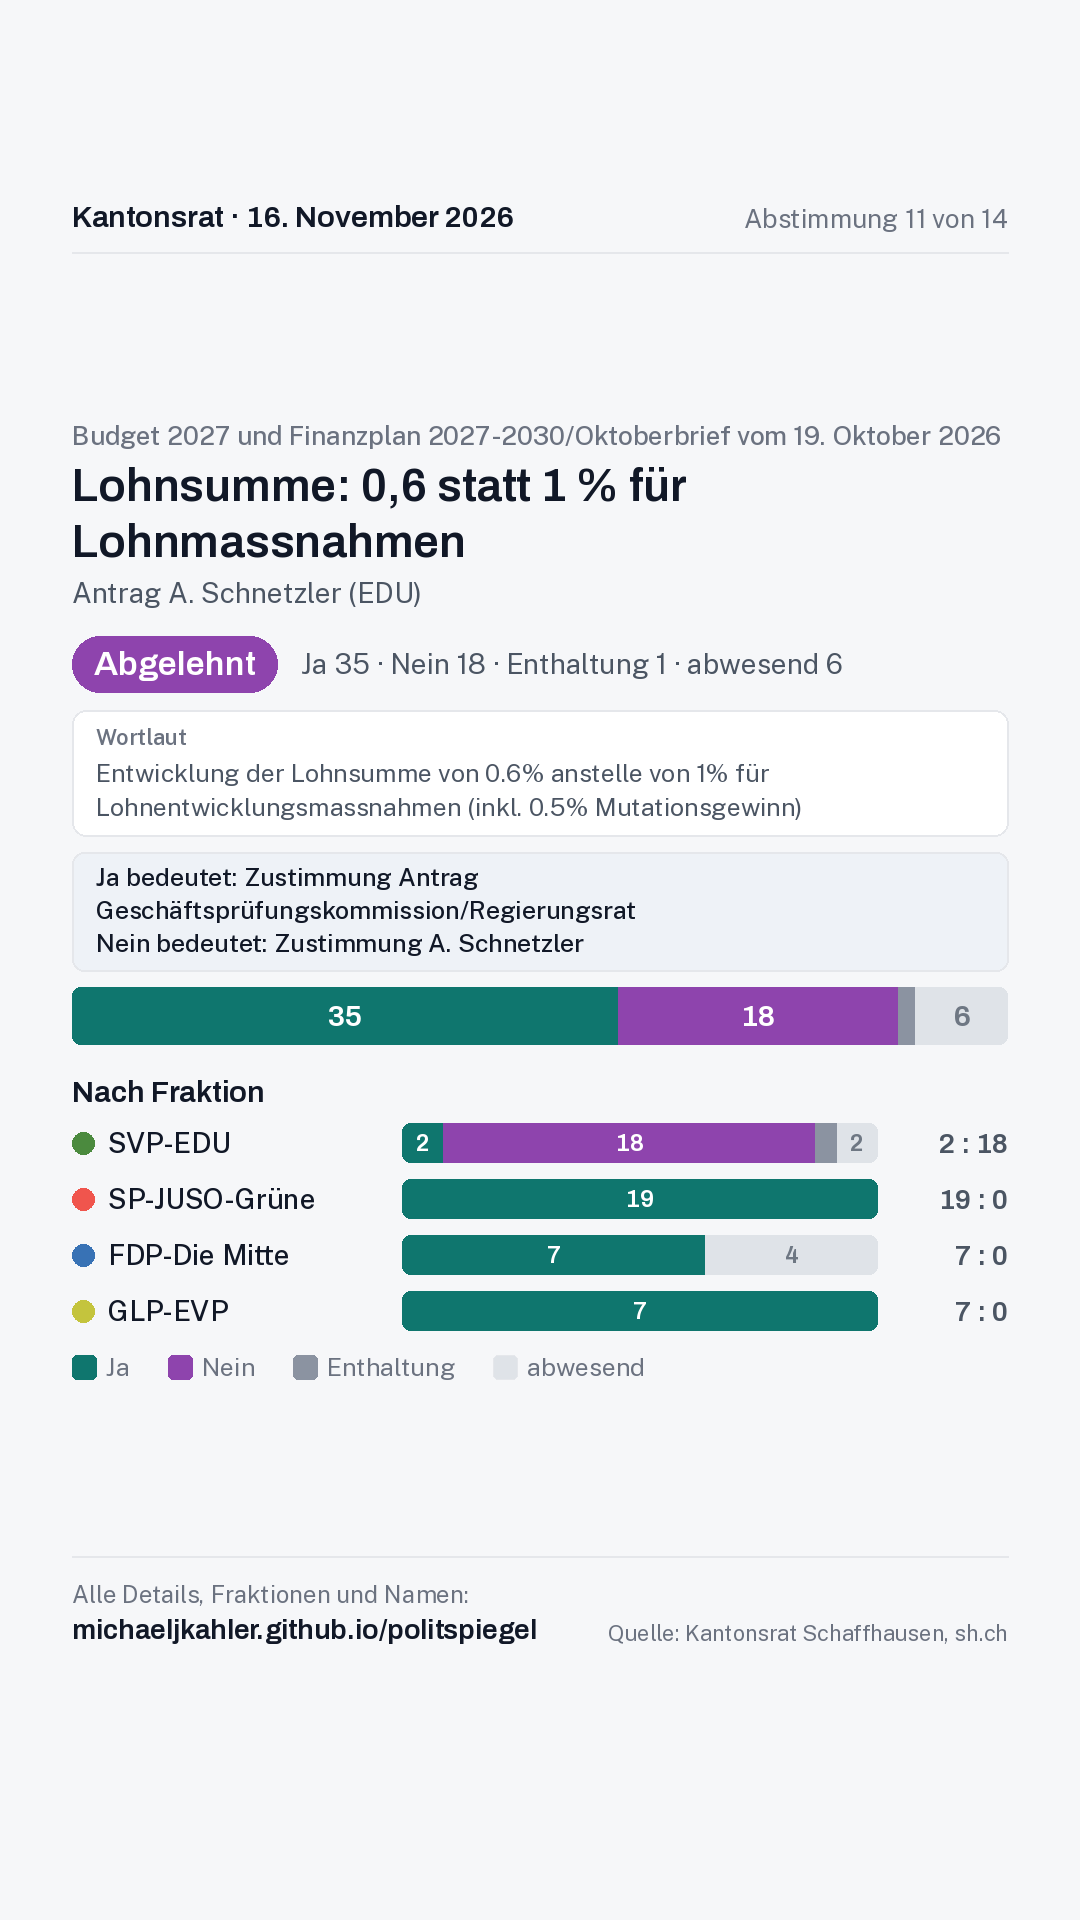 Kantonsrat · 16. November 2026
Abstimmung 11 von 14
Budget 2027 und Finanzplan 2027-2030/Oktoberbrief vom 19. Oktober 2026
Lohnsumme: 0,6 statt 1 % für
Lohnmassnahmen
Antrag A. Schnetzler (EDU)
Abgelehnt
Ja 35 · Nein 18 · Enthaltung 1 · abwesend 6
Wortlaut
Entwicklung der Lohnsumme von 0.6% anstelle von 1% für
Lohnentwicklungsmassnahmen (inkl. 0.5% Mutationsgewinn)
Ja bedeutet: Zustimmung Antrag
Geschäftsprüfungskommission/Regierungsrat
Nein bedeutet: Zustimmung A. Schnetzler
35 18 6
Nach Fraktion
SVP-EDU 2 18 2 2 : 18
SP-JUSO-Grüne 19 19 : 0
FDP-Die Mitte 7 4 7 : 0
GLP-EVP 7 7 : 0
Ja Nein Enthaltung abwesend
Alle Details, Fraktionen und Namen:
michaeljkahler.github.io/politspiegel
Quelle: Kantonsrat Schaffhausen, sh.ch